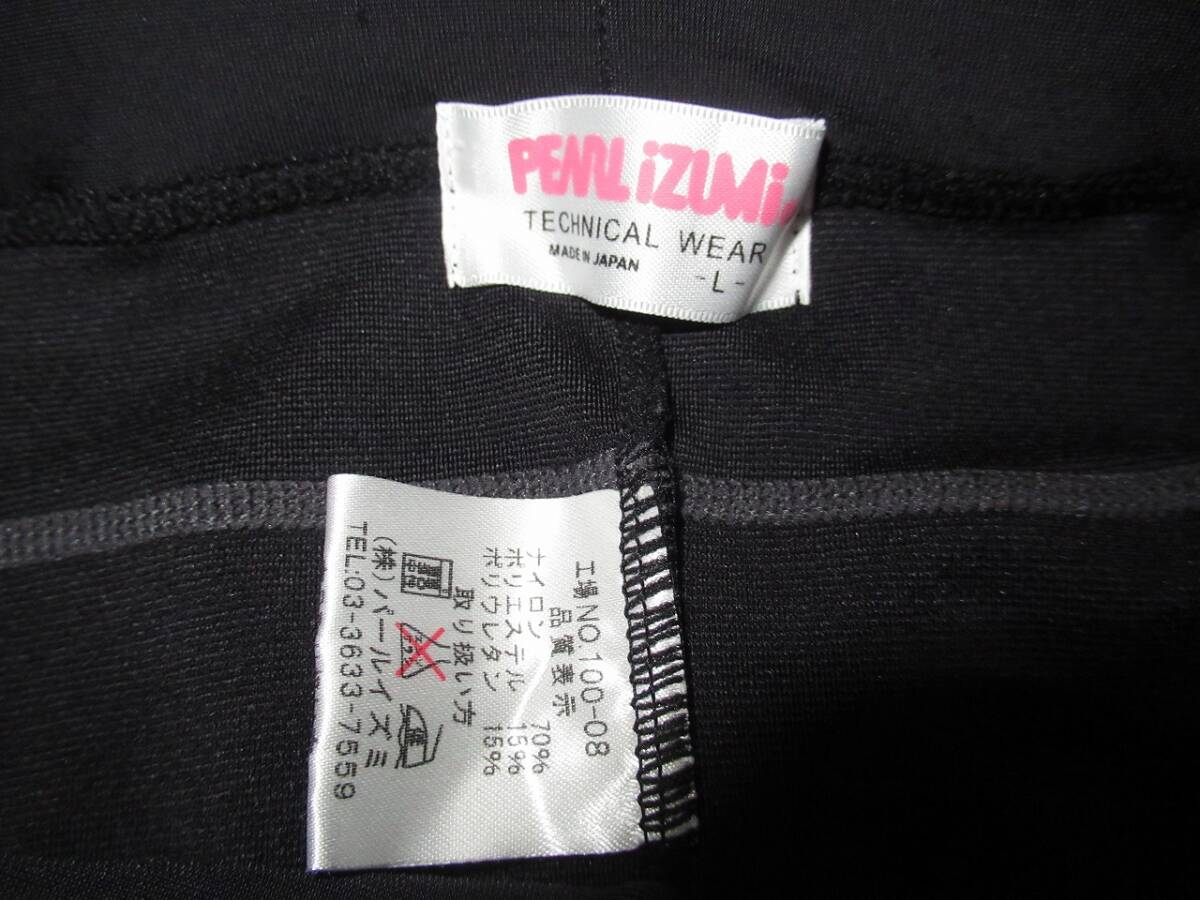 PEARL iZUMi
TECHNICAL WEAR
MADE IN JAPAN
-L-
工場NO.100-08
品質表示
ナイロン 70%
ポリエステル 15%
ポリウレタン 15%
取り扱い方
(株)パールイズミ
TEL:03-3633-7559